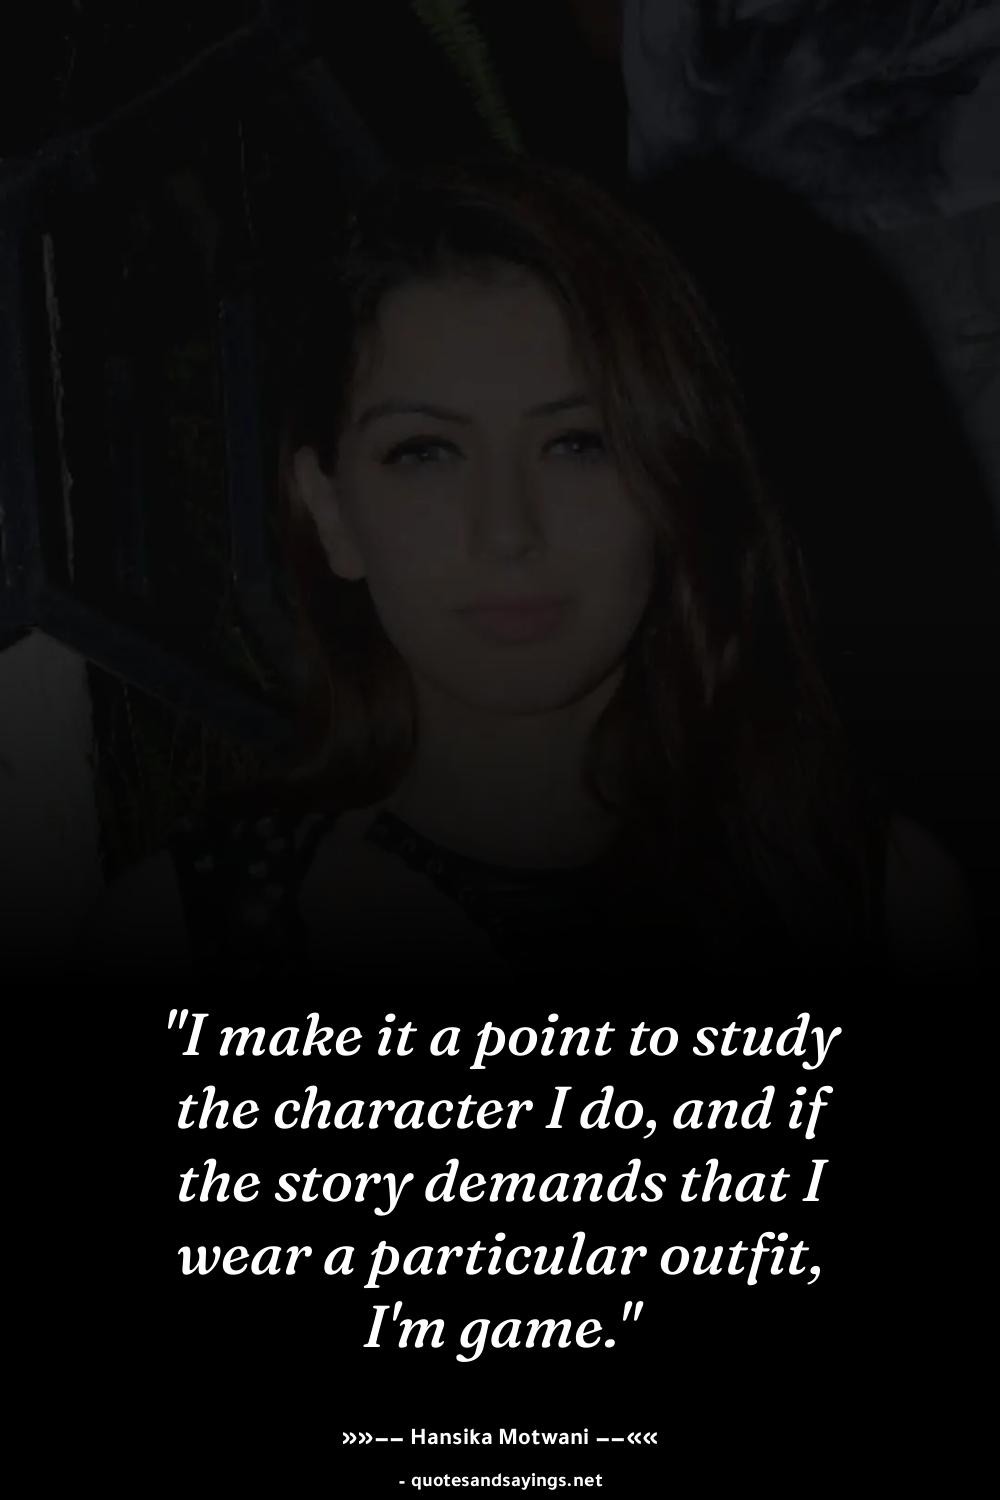 "I make it a point to study
the character I do, and if
the story demands that I
wear a particular outfit,
I'm game."
»»–– Hansika Motwani ––««
- quotesandsayings.net